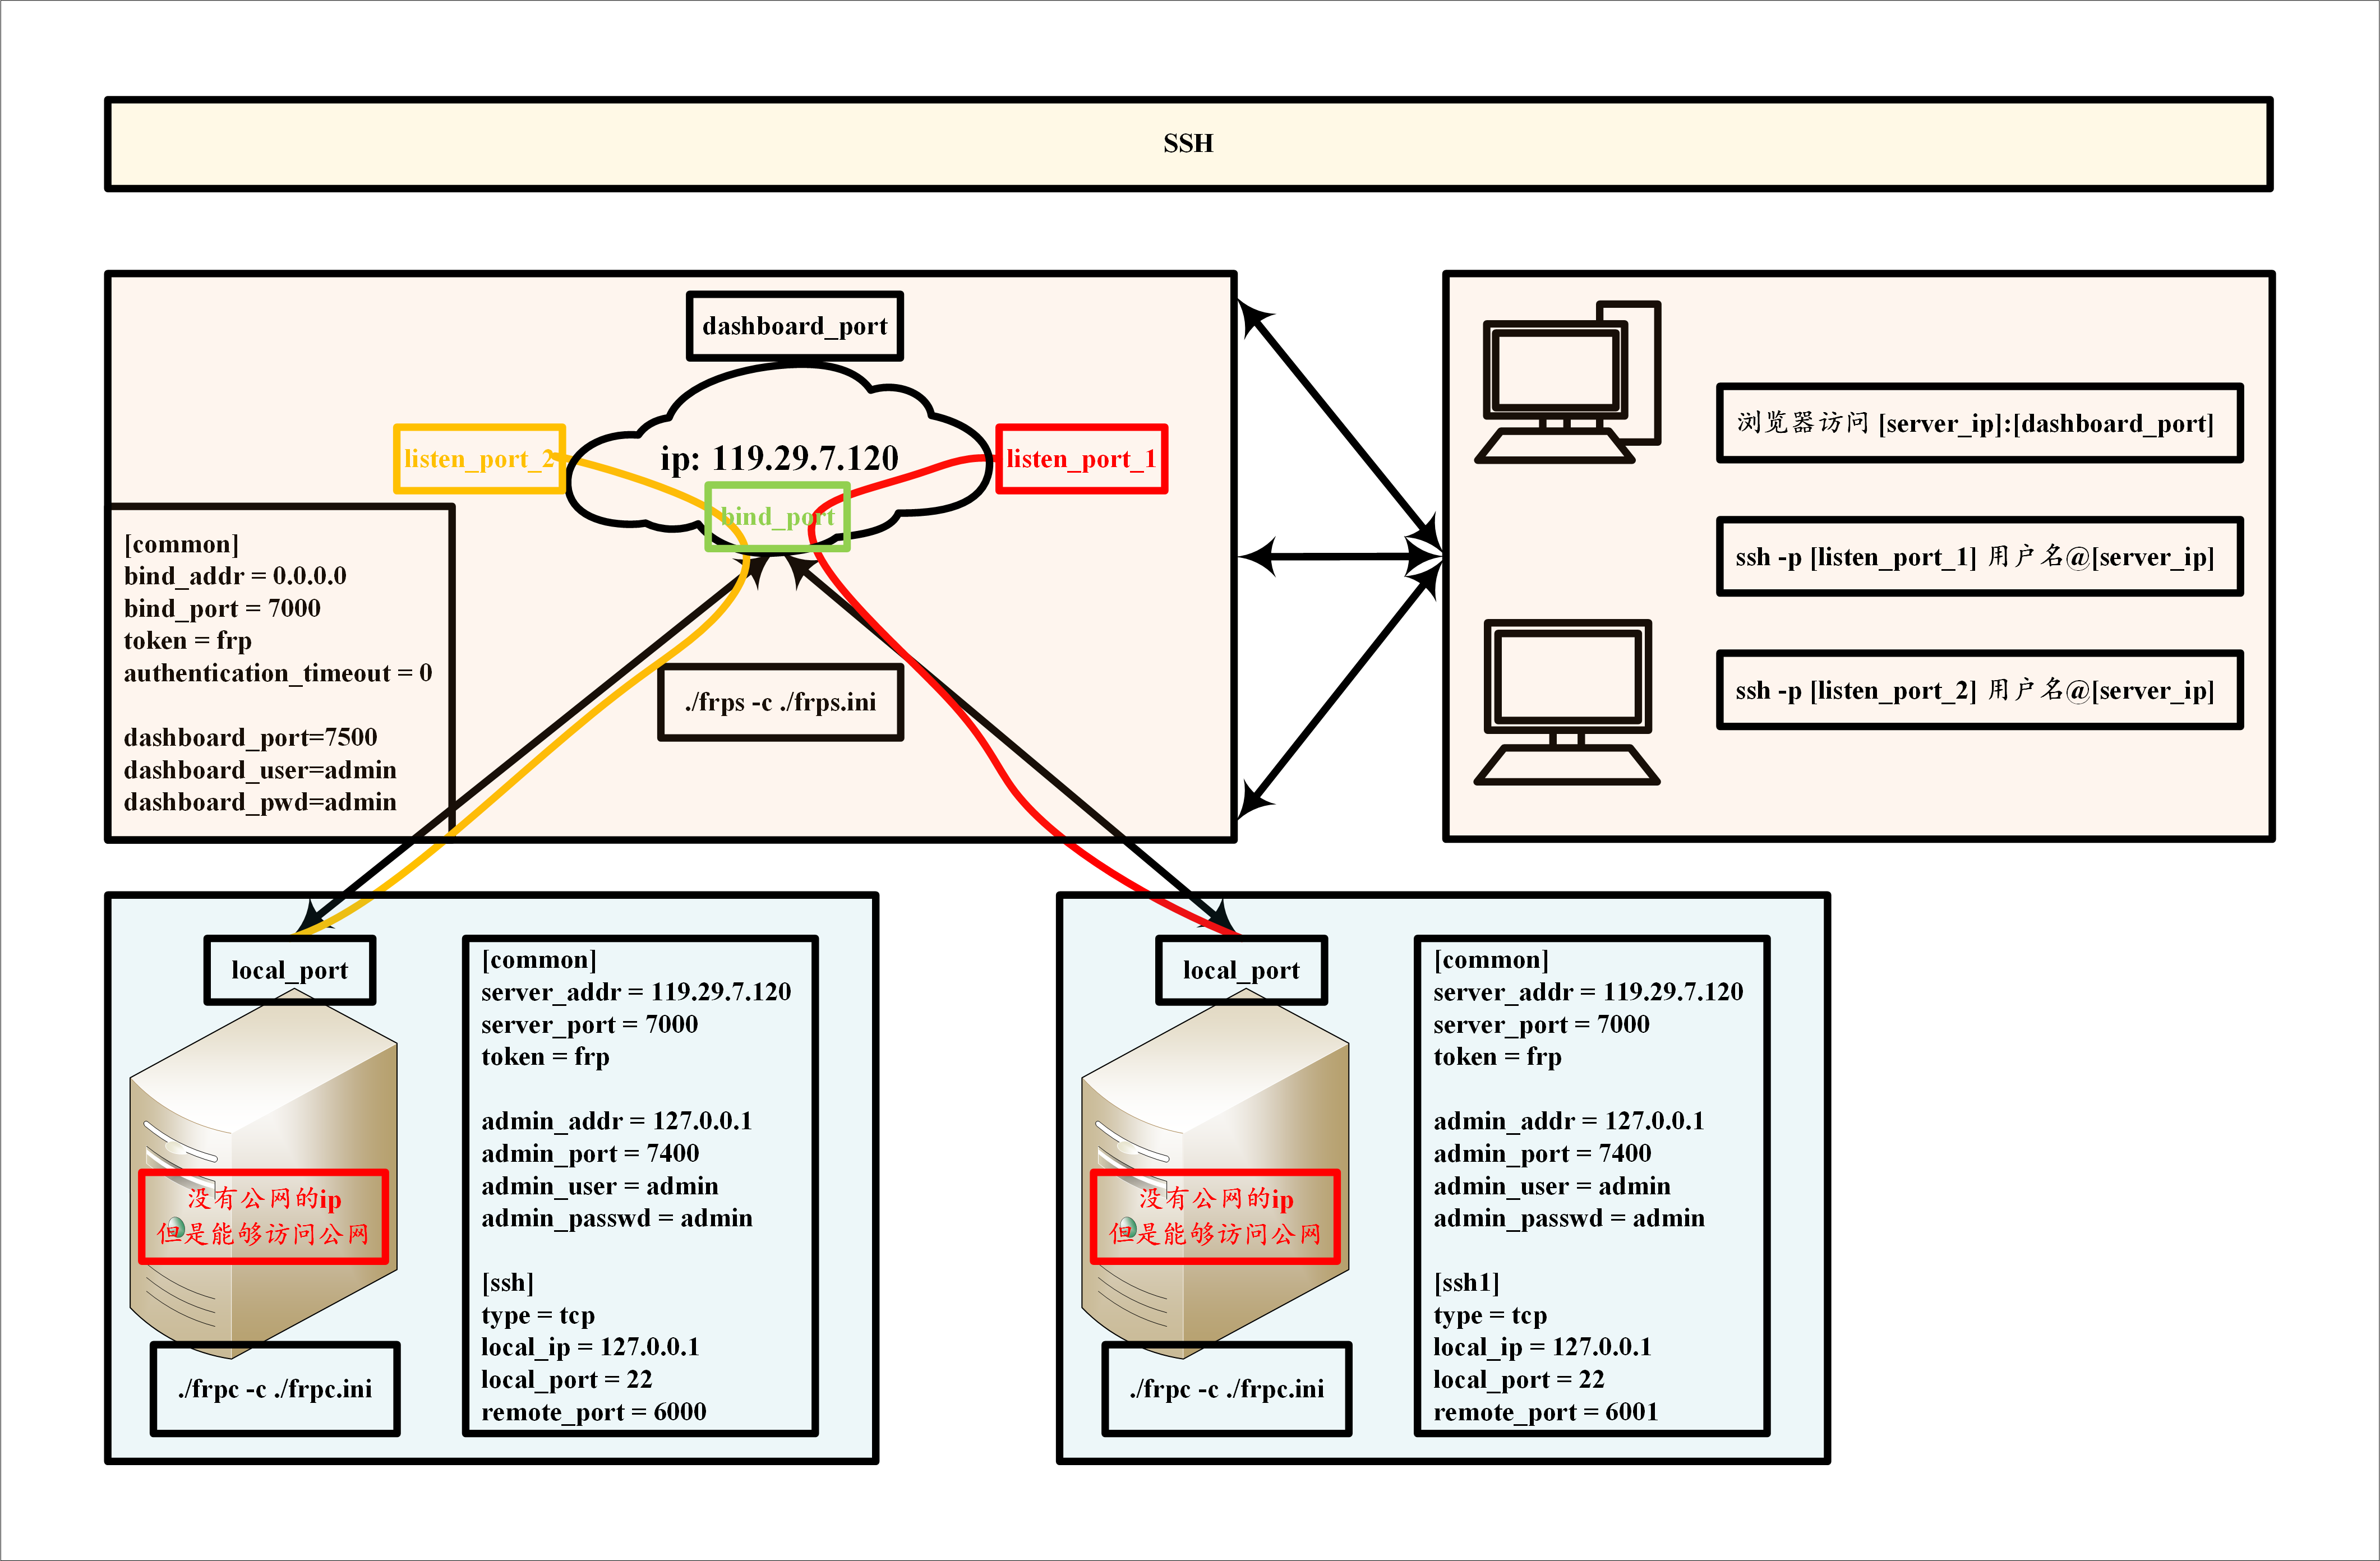 SSH
dashboard_port
listen_port_2
ip: 119.29.7.120
listen_port_1
bind_port
[common]
bind_addr = 0.0.0.0
bind_port = 7000
token = frp
authentication_timeout = 0
dashboard_port=7500
dashboard_user=admin
dashboard_pwd=admin
./frps -c ./frps.ini
浏览器访问 [server_ip]:[dashboard_port]
ssh -p [listen_port_1] 用户名@[server_ip]
ssh -p [listen_port_2] 用户名@[server_ip]
local_port
没有公网的ip
但是能够访问公网
./frpc -c ./frpc.ini
[common]
server_addr = 119.29.7.120
server_port = 7000
token = frp
admin_addr = 127.0.0.1
admin_port = 7400
admin_user = admin
admin_passwd = admin
[ssh]
type = tcp
local_ip = 127.0.0.1
local_port = 22
remote_port = 6000
local_port
没有公网的ip
但是能够访问公网
./frpc -c ./frpc.ini
[common]
server_addr = 119.29.7.120
server_port = 7000
token = frp
admin_addr = 127.0.0.1
admin_port = 7400
admin_user = admin
admin_passwd = admin
[ssh1]
type = tcp
local_ip = 127.0.0.1
local_port = 22
remote_port = 6001